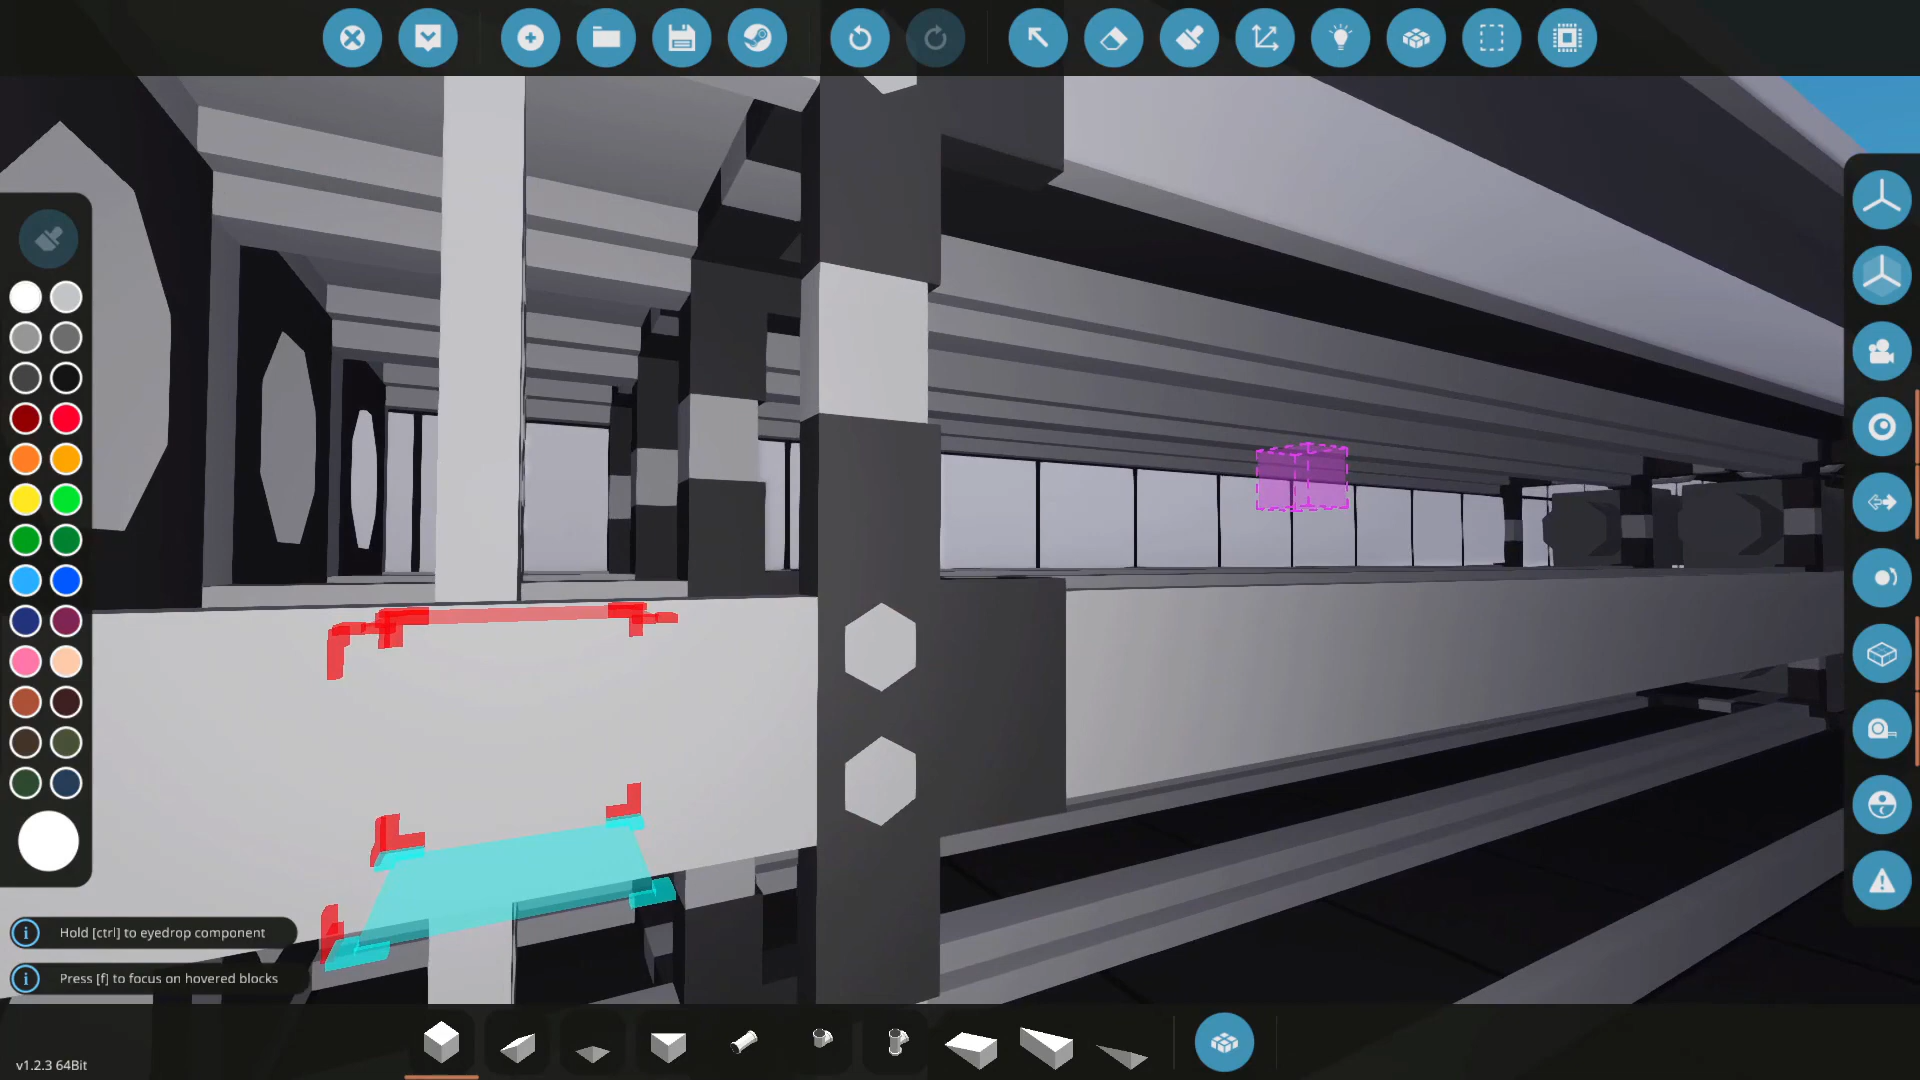 Hold [ctrl] to eyedrop component
Press [f] to focus on hovered blocks
v1.2.3 64Bit